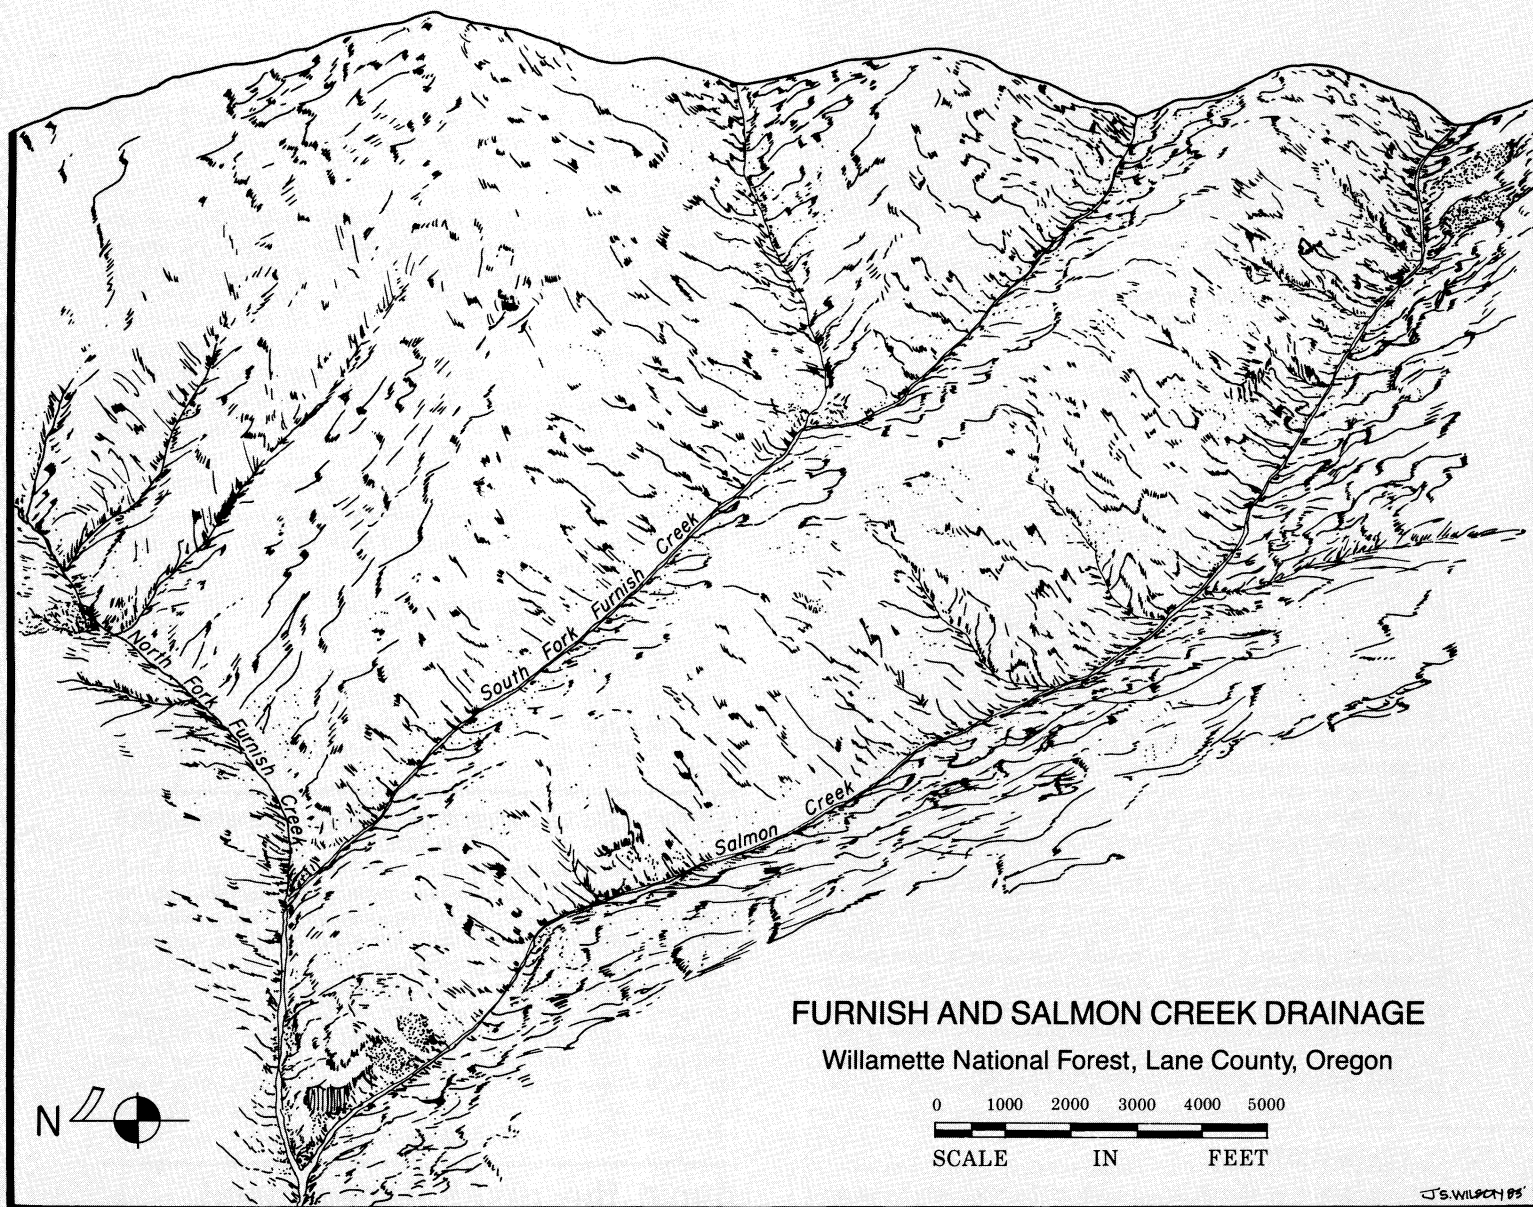 South Fork Furnish Creek
North Fork Furnish Creek
Salmon Creek
FURNISH AND SALMON CREEK DRAINAGE
Willamette National Forest, Lane County, Oregon
N
0 1000 2000 3000 4000 5000
SCALE IN FEET
J.S. WILSON 85'